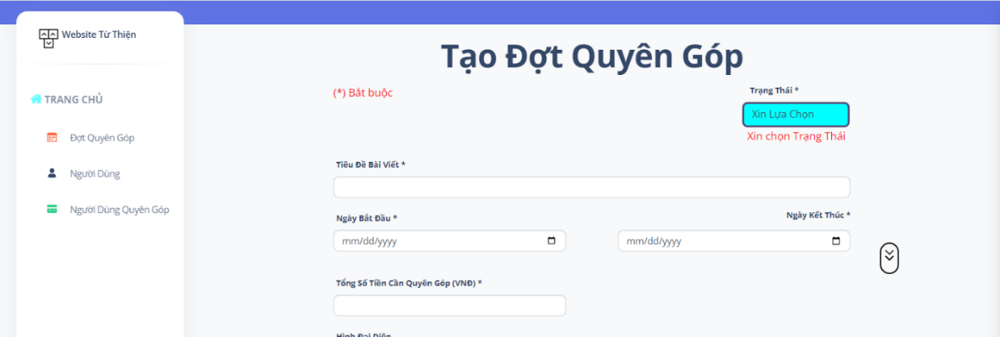 Website Từ Thiện
TRANG CHỦ
Đợt Quyên Góp
Người Dùng
Người Dùng Quyên Góp
Tạo Đợt Quyên Góp
(*) Bắt buộc
Trạng Thái *
Xin Lựa Chọn
Xin chọn Trạng Thái
Tiêu Đề Bài Viết *
Ngày Bắt Đầu *
Ngày Kết Thúc *
mm/dd/yyyy
mm/dd/yyyy
Tổng Số Tiền Cần Quyên Góp (VNĐ) *
Hình Đại Diện